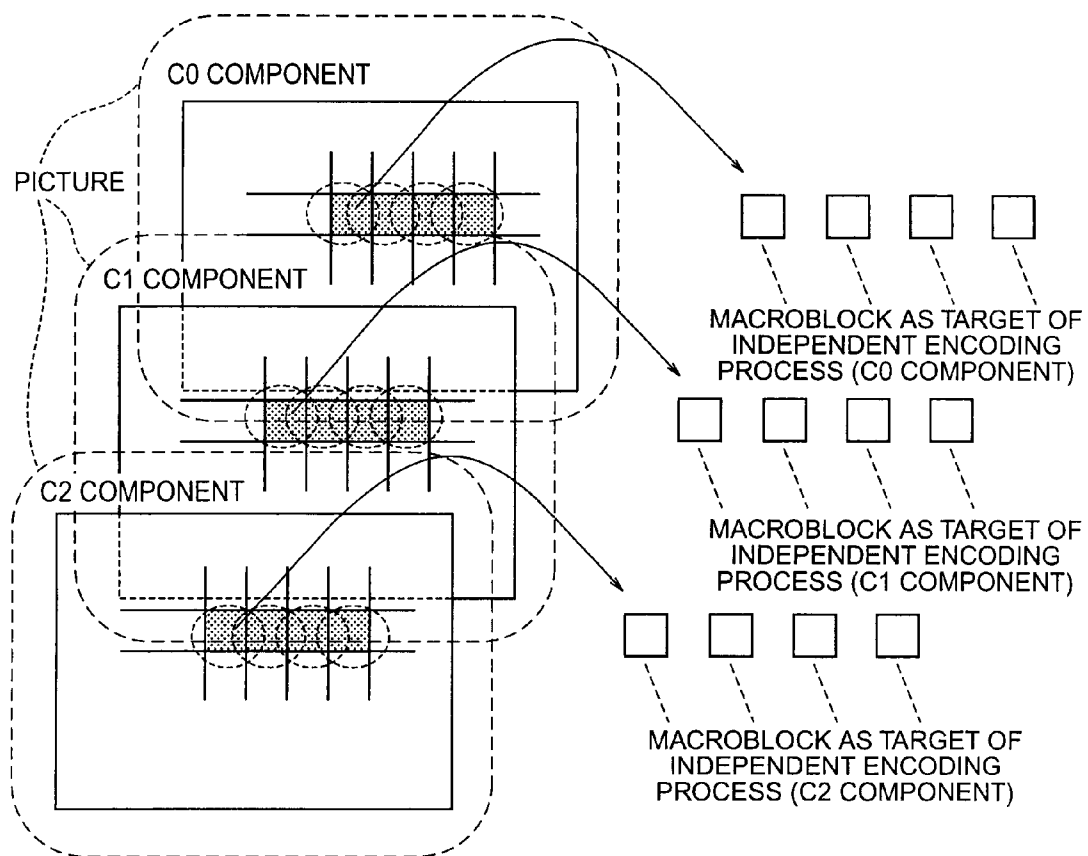 C0 COMPONENT
PICTURE
C1 COMPONENT
MACROBLOCK AS TARGET OF
INDEPENDENT ENCODING
PROCESS (C0 COMPONENT)
C2 COMPONENT
MACROBLOCK AS TARGET OF
INDEPENDENT ENCODING
PROCESS (C1 COMPONENT)
MACROBLOCK AS TARGET OF
INDEPENDENT ENCODING
PROCESS (C2 COMPONENT)